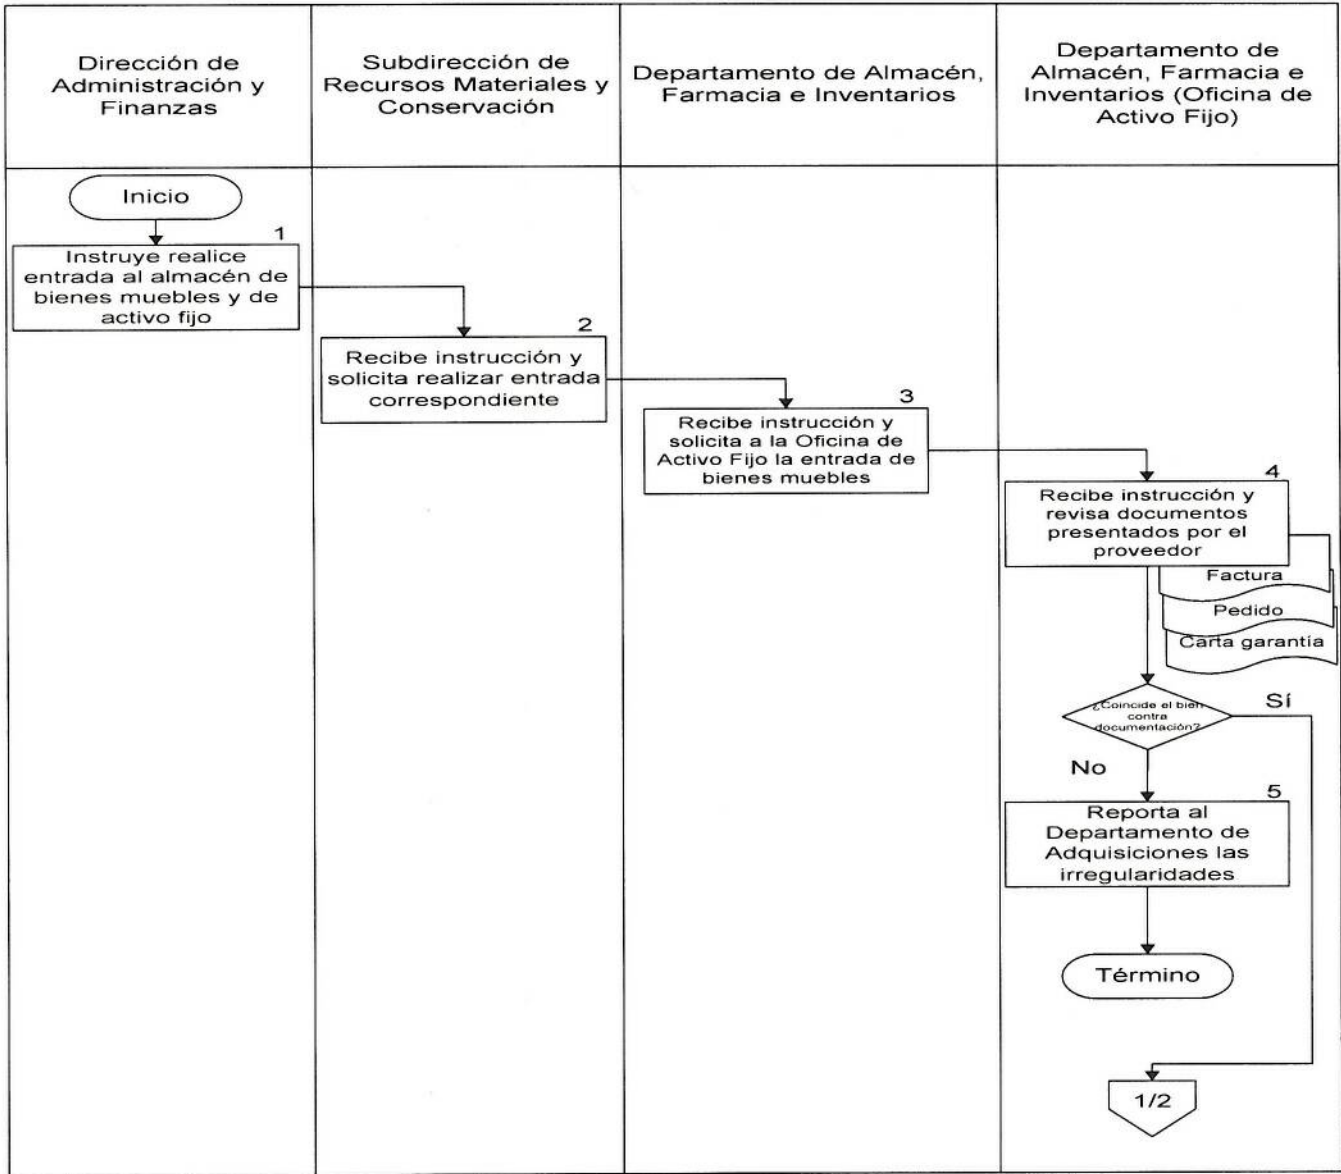 Dirección de
Administración y
Finanzas
Subdirección de
Recursos Materiales y
Conservación
Departamento de Almacén,
Farmacia e Inventarios
Departamento de
Almacén, Farmacia e
Inventarios (Oficina de
Activo Fijo)
Inicio
1
Instruye realice
entrada al almacén de
bienes muebles y de
activo fijo
2
Recibe instrucción y
solicita realizar entrada
correspondiente
3
Recibe instrucción y
solicita a la Oficina de
Activo Fijo la entrada de
bienes muebles
4
Recibe instrucción y
revisa documentos
presentados por el
proveedor
Factura
Pedido
Carta garantía
¿Coincide el bien
contra
documentación?
Sí
No
5
Reporta al
Departamento de
Adquisiciones las
irregularidades
Término
1/2